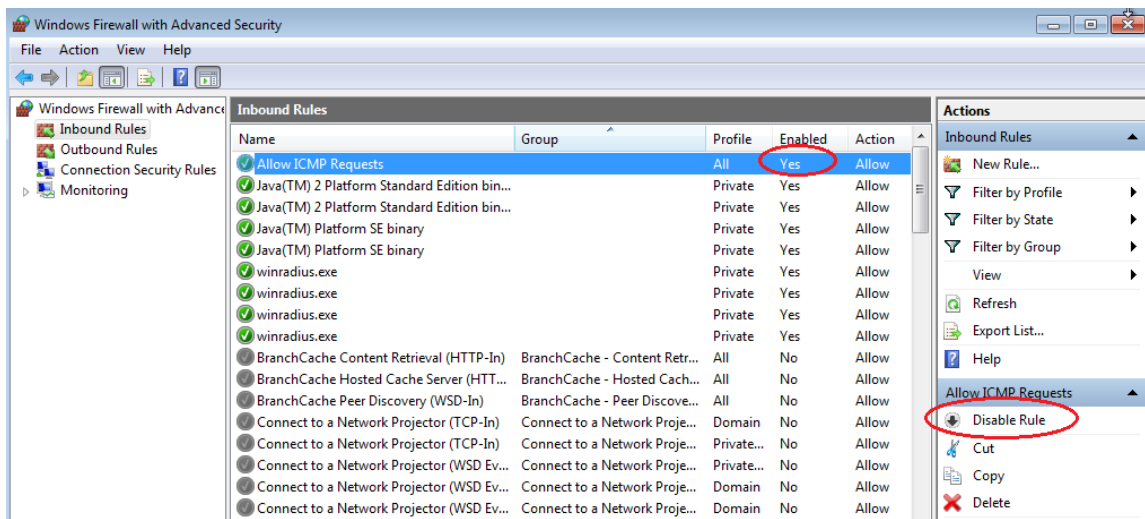 Windows Firewall with Advanced Security
File Action View Help
Windows Firewall with Advance
Inbound Rules
Outbound Rules
Connection Security Rules
Monitoring
Inbound Rules
Name Group Profile Enabled Action
Allow ICMP Requests All Yes Allow
Java(TM) 2 Platform Standard Edition bin... Private Yes Allow
Java(TM) 2 Platform Standard Edition bin... Private Yes Allow
Java(TM) Platform SE binary Private Yes Allow
Java(TM) Platform SE binary Private Yes Allow
winradius.exe Private Yes Allow
winradius.exe Private Yes Allow
winradius.exe Private Yes Allow
winradius.exe Private Yes Allow
BranchCache Content Retrieval (HTTP-In) BranchCache - Content Retr... All No Allow
BranchCache Hosted Cache Server (HTT... BranchCache - Hosted Cach... All No Allow
BranchCache Peer Discovery (WSD-In) BranchCache - Peer Discove... All No Allow
Connect to a Network Projector (TCP-In) Connect to a Network Proje... Domain No Allow
Connect to a Network Projector (TCP-In) Connect to a Network Proje... Private... No Allow
Connect to a Network Projector (WSD Ev... Connect to a Network Proje... Private... No Allow
Connect to a Network Projector (WSD Ev... Connect to a Network Proje... Domain No Allow
Connect to a Network Projector (WSD Ev... Connect to a Network Proje... Domain No Allow
Actions
Inbound Rules
New Rule...
Filter by Profile
Filter by State
Filter by Group
View
Refresh
Export List...
Help
Allow ICMP Requests
Disable Rule
Cut
Copy
Delete